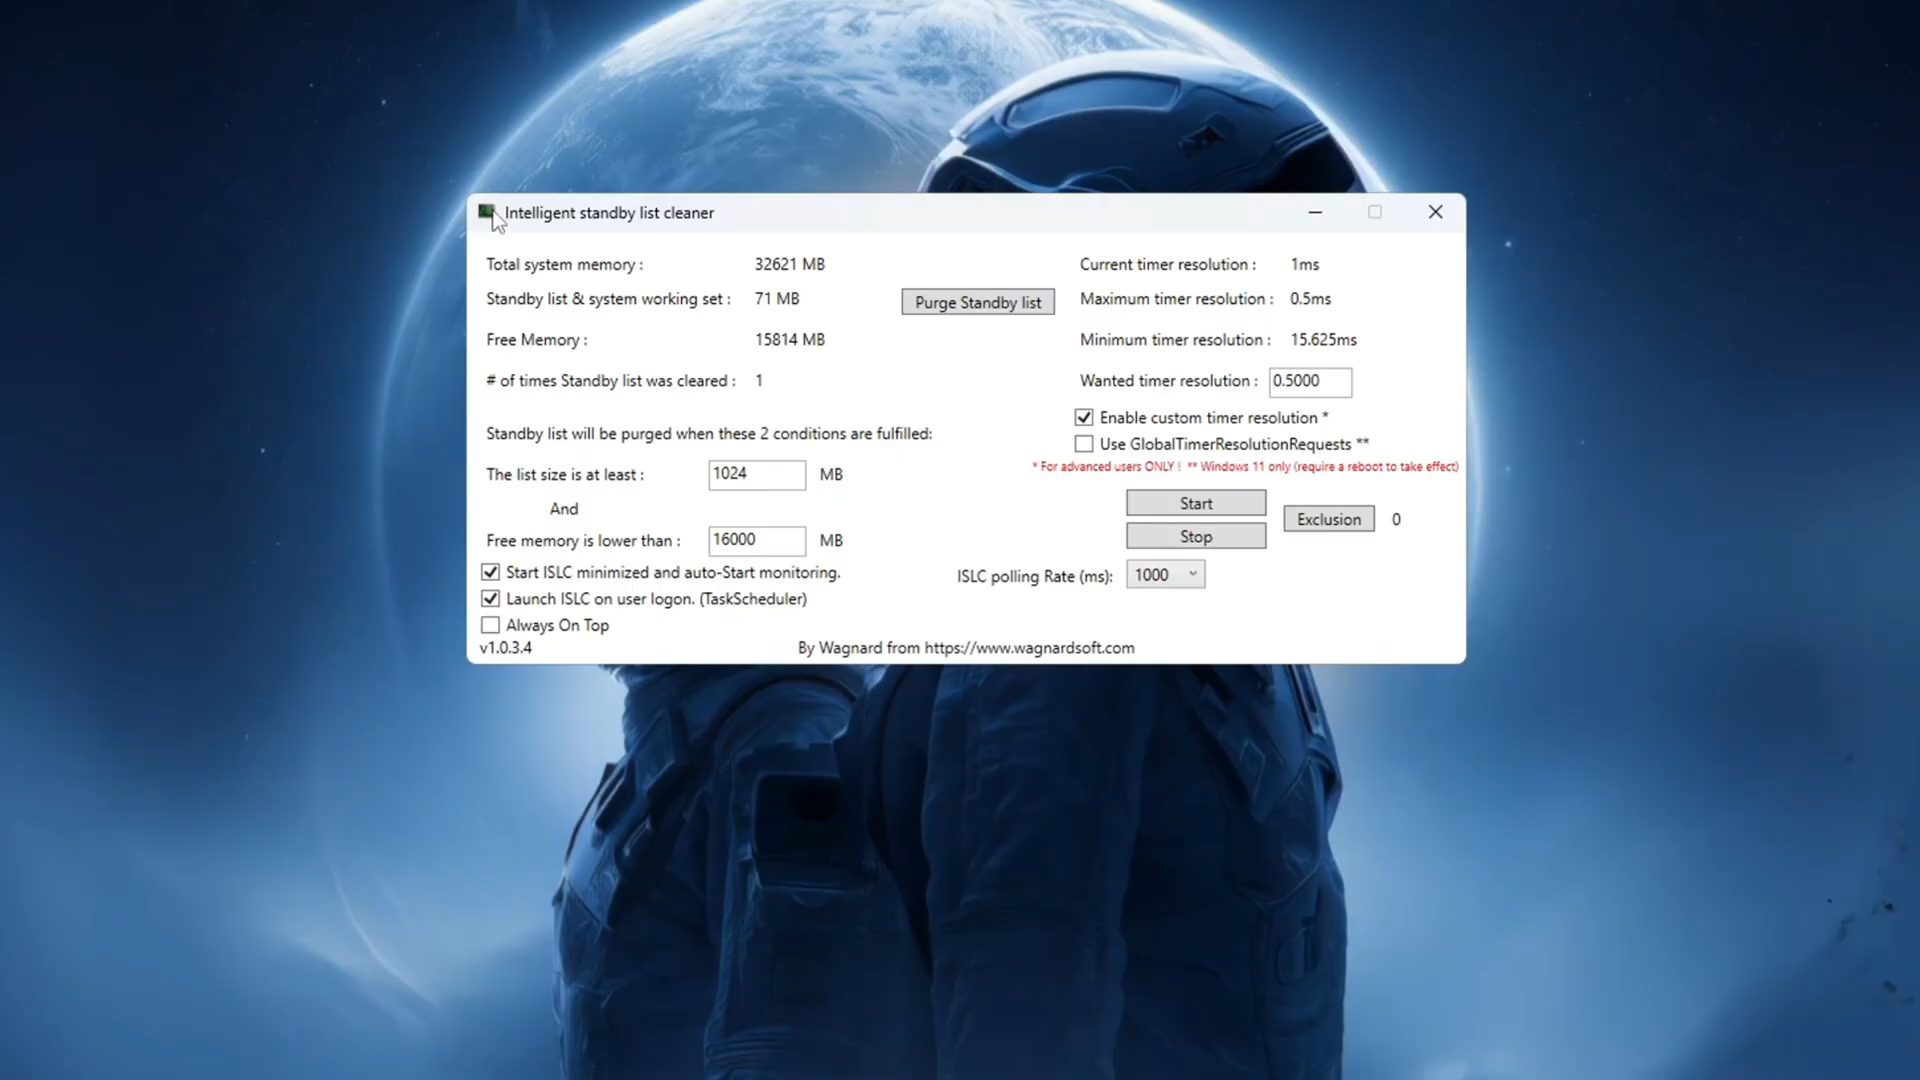 Intelligent standby list cleaner
Total system memory : 32621 MB
Standby list & system working set : 71 MB
Purge Standby list
Free Memory : 15814 MB
# of times Standby list was cleared : 1
Standby list will be purged when these 2 conditions are fulfilled:
The list size is at least : 1024 MB
And
Free memory is lower than : 16000 MB
Start ISLC minimized and auto-Start monitoring.
Launch ISLC on user logon. (TaskScheduler)
Always On Top
v1.0.3.4
Current timer resolution : 1ms
Maximum timer resolution : 0.5ms
Minimum timer resolution : 15.625ms
Wanted timer resolution : 0.5000
Enable custom timer resolution *
Use GlobalTimerResolutionRequests **
* For advanced users ONLY ! ** Windows 11 only (require a reboot to take effect)
Start
Stop
Exclusion 0
ISLC polling Rate (ms): 1000
By Wagnard from https://www.wagnardsoft.com